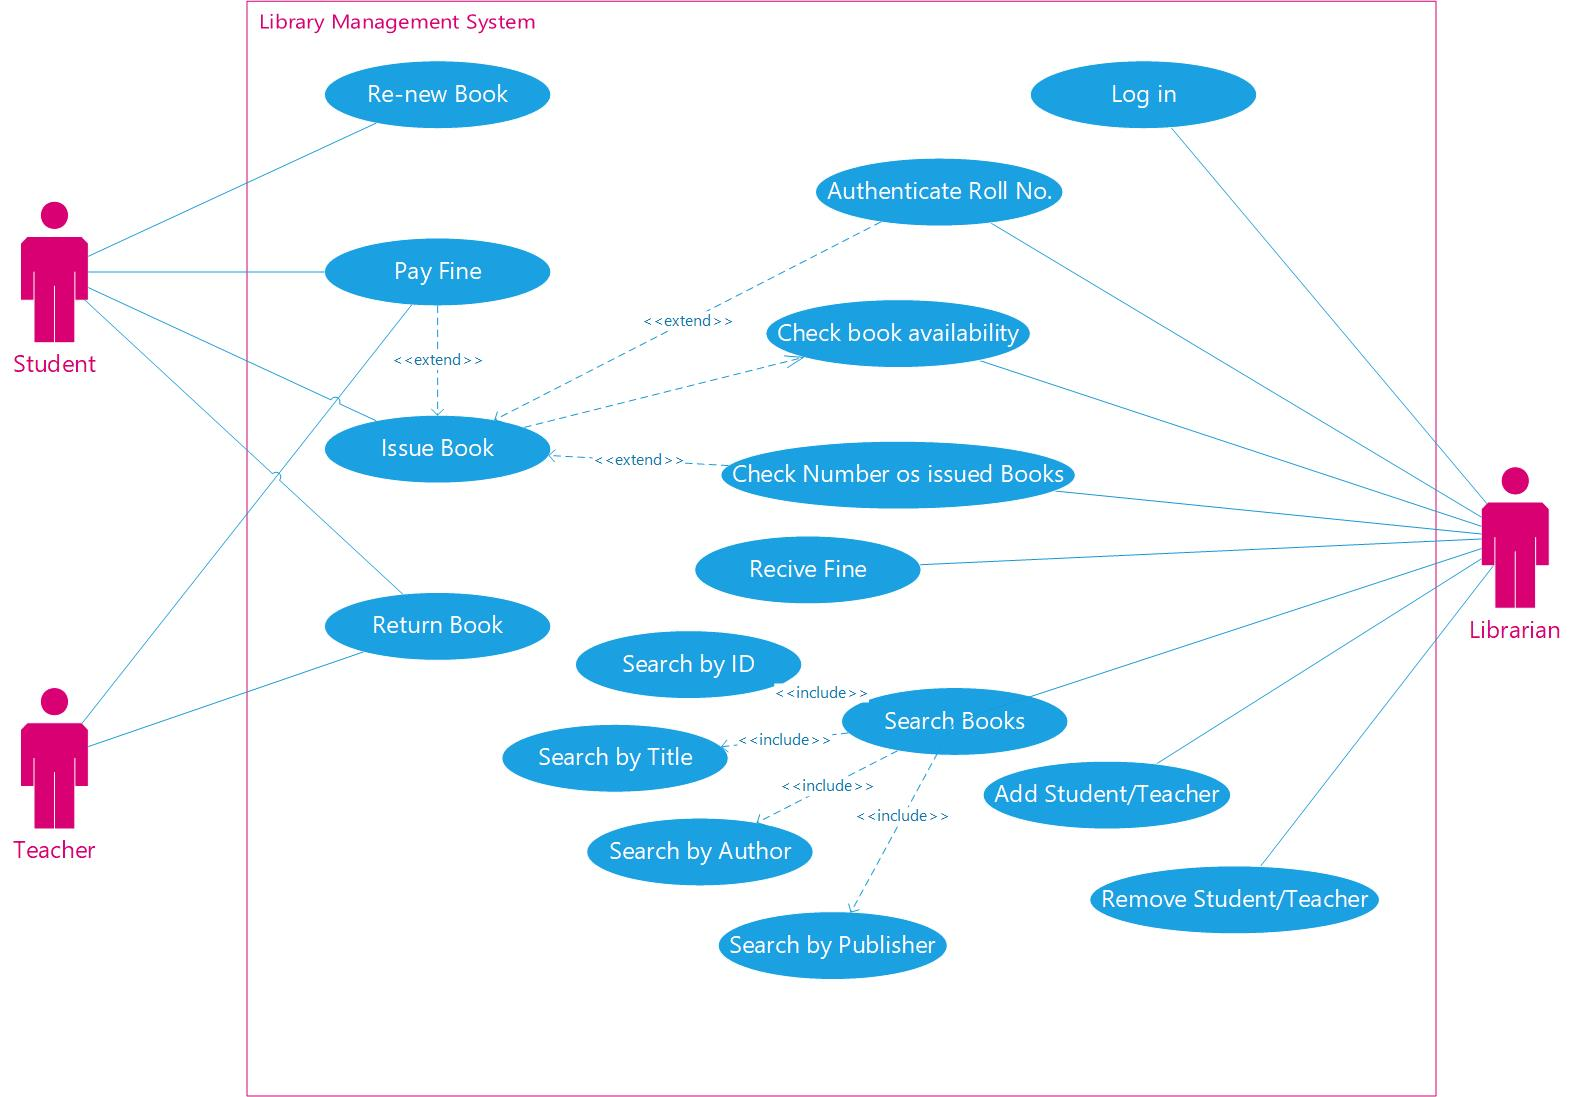 Library Management System
Re-new Book
Log in
Authenticate Roll No.
Pay Fine
<<extend>>
Check book availability
Student
<<extend>>
Issue Book
<<extend>>
Check Number os issued Books
Recive Fine
Return Book
Librarian
Search by ID
<<include>>
Search Books
<<include>>
Search by Title
<<include>>
Add Student/Teacher
<<include>>
Teacher
Search by Author
Remove Student/Teacher
Search by Publisher